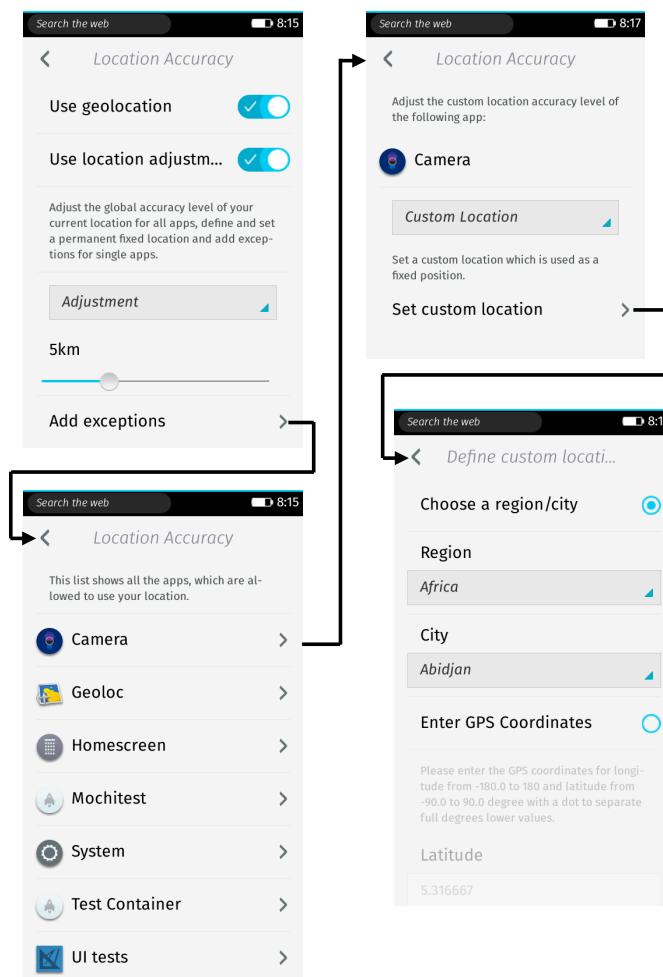 Search the web
8:15
Location Accuracy
Use geolocation
Use location adjustm...
Adjust the global accuracy level of your
current location for all apps, define and set
a permanent fixed location and add excep-
tions for single apps.
Adjustment
5km
Add exceptions
Search the web
8:15
Location Accuracy
This list shows all the apps, which are al-
lowed to use your location.
Camera
Geoloc
Homescreen
Mochitest
System
Test Container
UI tests
Search the web
8:17
Location Accuracy
Adjust the custom location accuracy level of
the following app:
Camera
Custom Location
Set a custom location which is used as a
fixed position.
Set custom location
Search the web
8:1
Define custom locati...
Choose a region/city
Region
Africa
City
Abidjan
Enter GPS Coordinates
Please enter the GPS coordinates for longi-
tude from -180.0 to 180 and latitude from
-90.0 to 90.0 degree with a dot to separate
full degrees lower values.
Latitude
5.316667